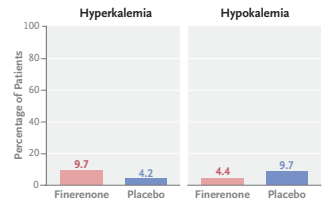 Hyperkalemia
Hypokalemia
Percentage of Patients
100
80
60
40
20
0
9.7
4.2
4.4
9.7
Finerenone
Placebo
Finerenone
Placebo